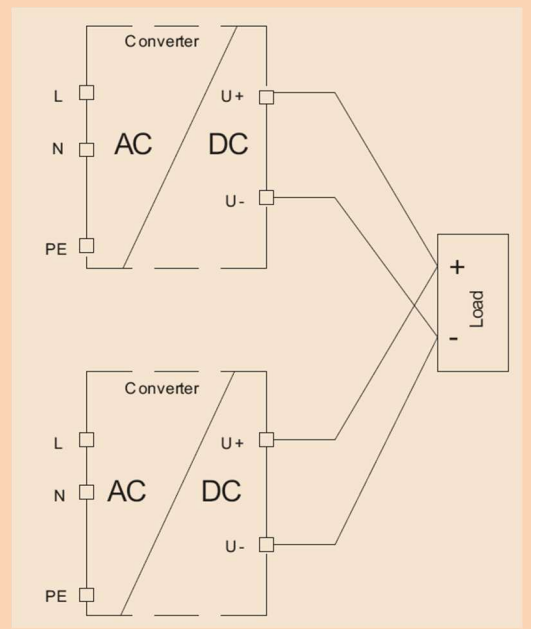 Converter
L
U+
N
AC
DC
U-
PE
+
Load
-
Converter
L
U+
AC
DC
N
U-
PE